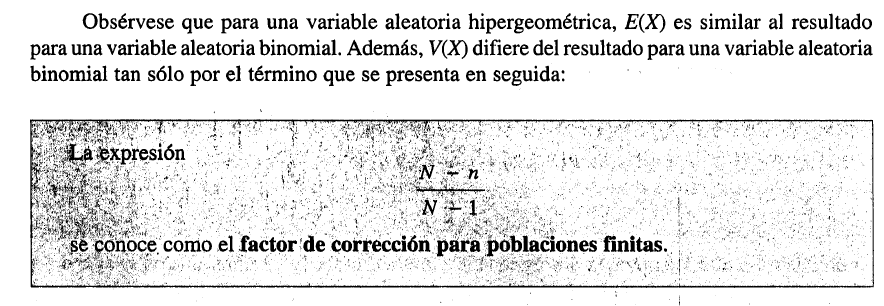 Obsérvese que para una variable aleatoria hipergeométrica, E(X) es similar al resultado
para una variable aleatoria binomial. Además, V(X) difiere del resultado para una variable aleatoria
binomial tan sólo por el término que se presenta en seguida:
La expresión
N − n
N − 1
se conoce como el factor de corrección para poblaciones finitas.